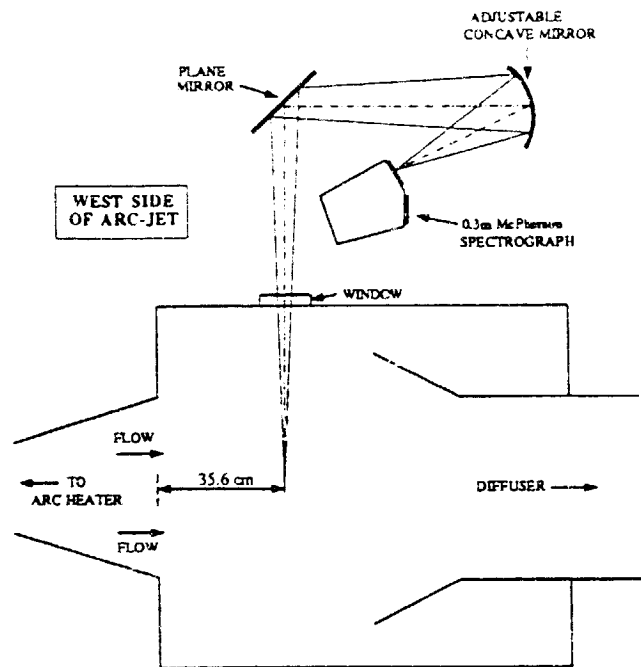 ADJUSTABLE
CONCAVE MIRROR
PLANE
MIRROR
WEST SIDE
OF ARC-JET
0.3m McPherson
SPECTROGRAPH
WINDOW
FLOW
35.6 cm
TO
ARC HEATER
DIFFUSER
FLOW